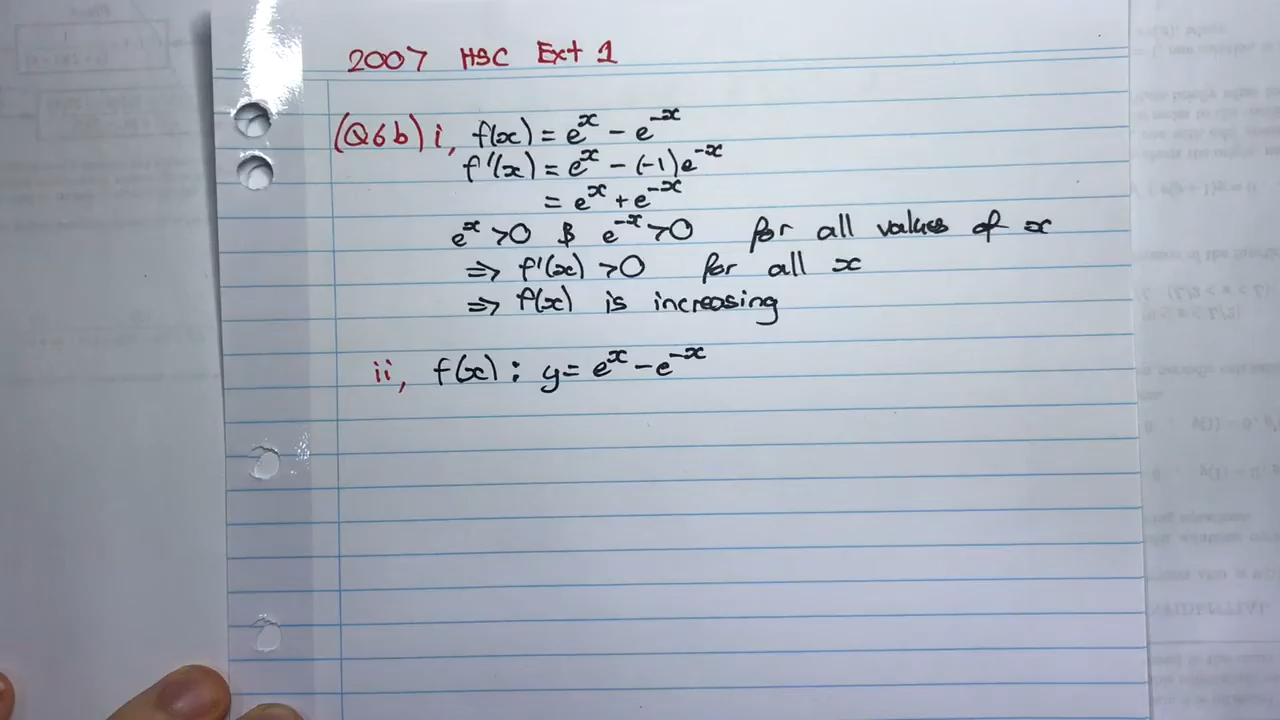 2007 HSC Ext 1
(Q6b) i, f(x) = e^x - e^-x
f'(x) = e^x - (-1)e^-x
= e^x + e^-x
e^x >0 & e^-x >0 for all values of x
⇒ f'(x) >0 for all x
⇒ f(x) is increasing
ii, f(x) : y = e^x - e^-x